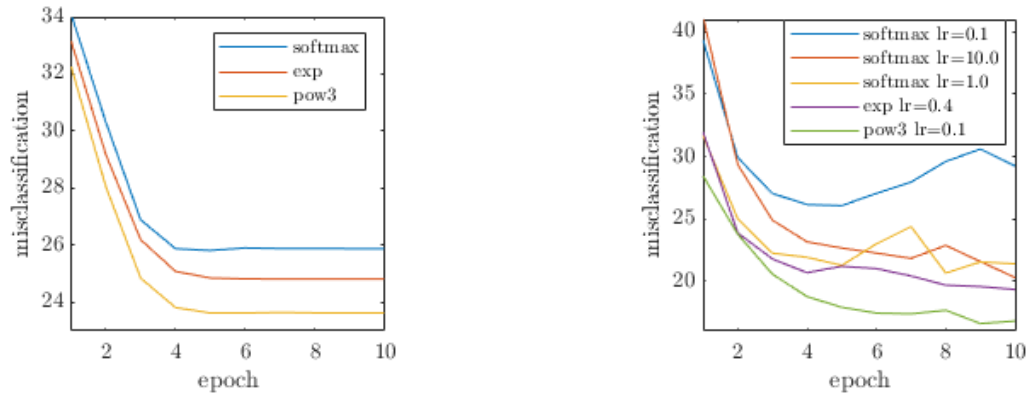 34
32
30
28
26
24
misclassification
softmax
exp
pow3
2 4 6 8 10
epoch
40
35
30
25
20
misclassification
softmax lr=0.1
softmax lr=10.0
softmax lr=1.0
exp lr=0.4
pow3 lr=0.1
2 4 6 8 10
epoch